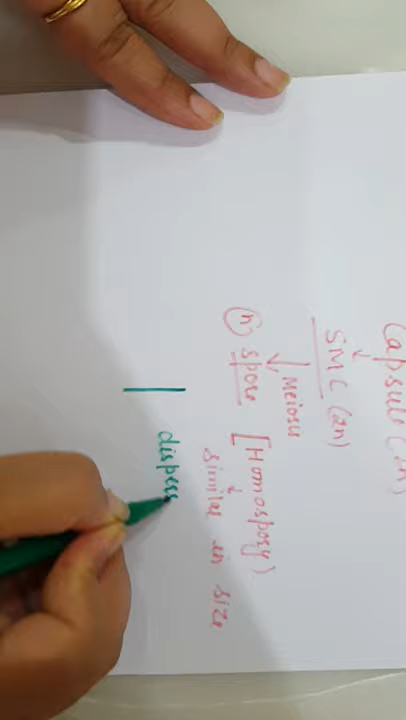 Capsule (2n)
SMC (2n)
Meiosis
(n) spore [Homospory)
similar in size
dispers